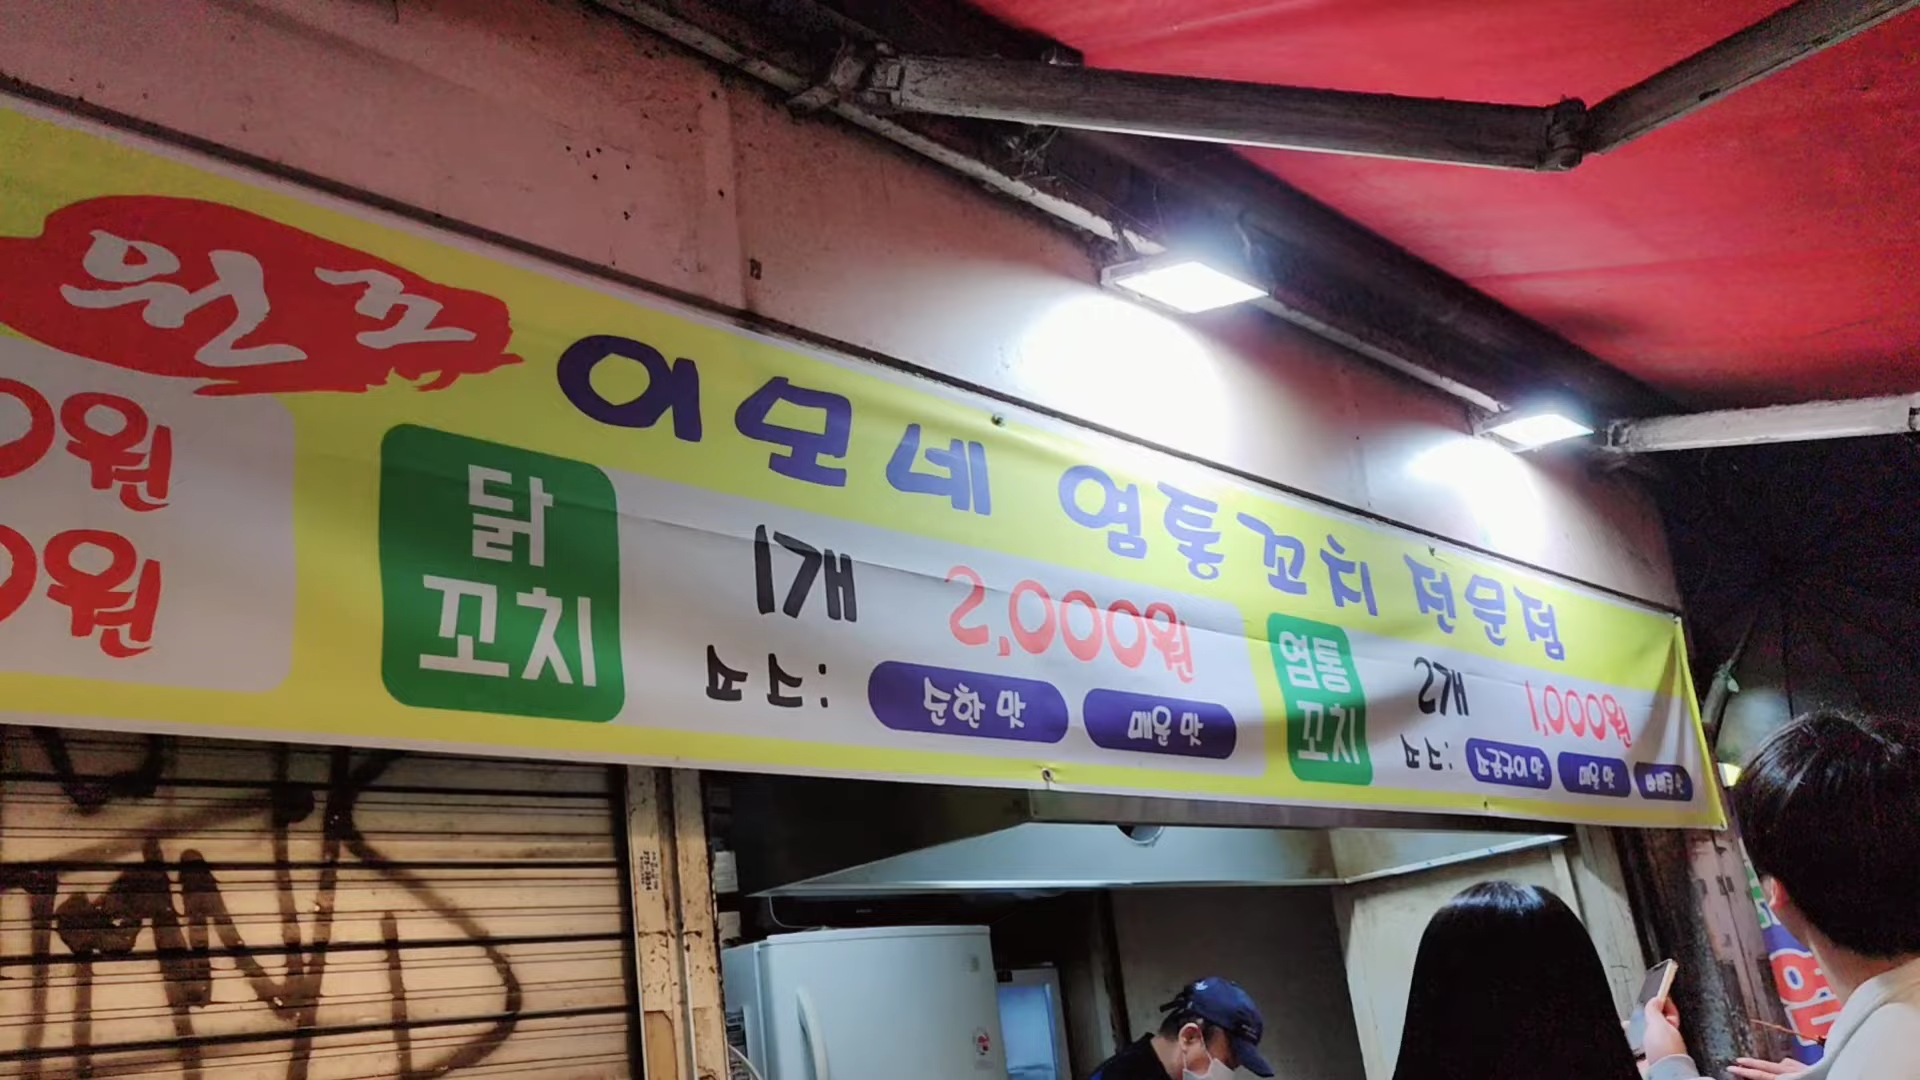 원조
이모네 염통꼬치 전문점
0원
0원
닭
꼬치
1개 2,000원
소스: 순한 맛 매운 맛
염통
꼬치
2개 1,000원
소스: 소금구이 맛 매운 맛